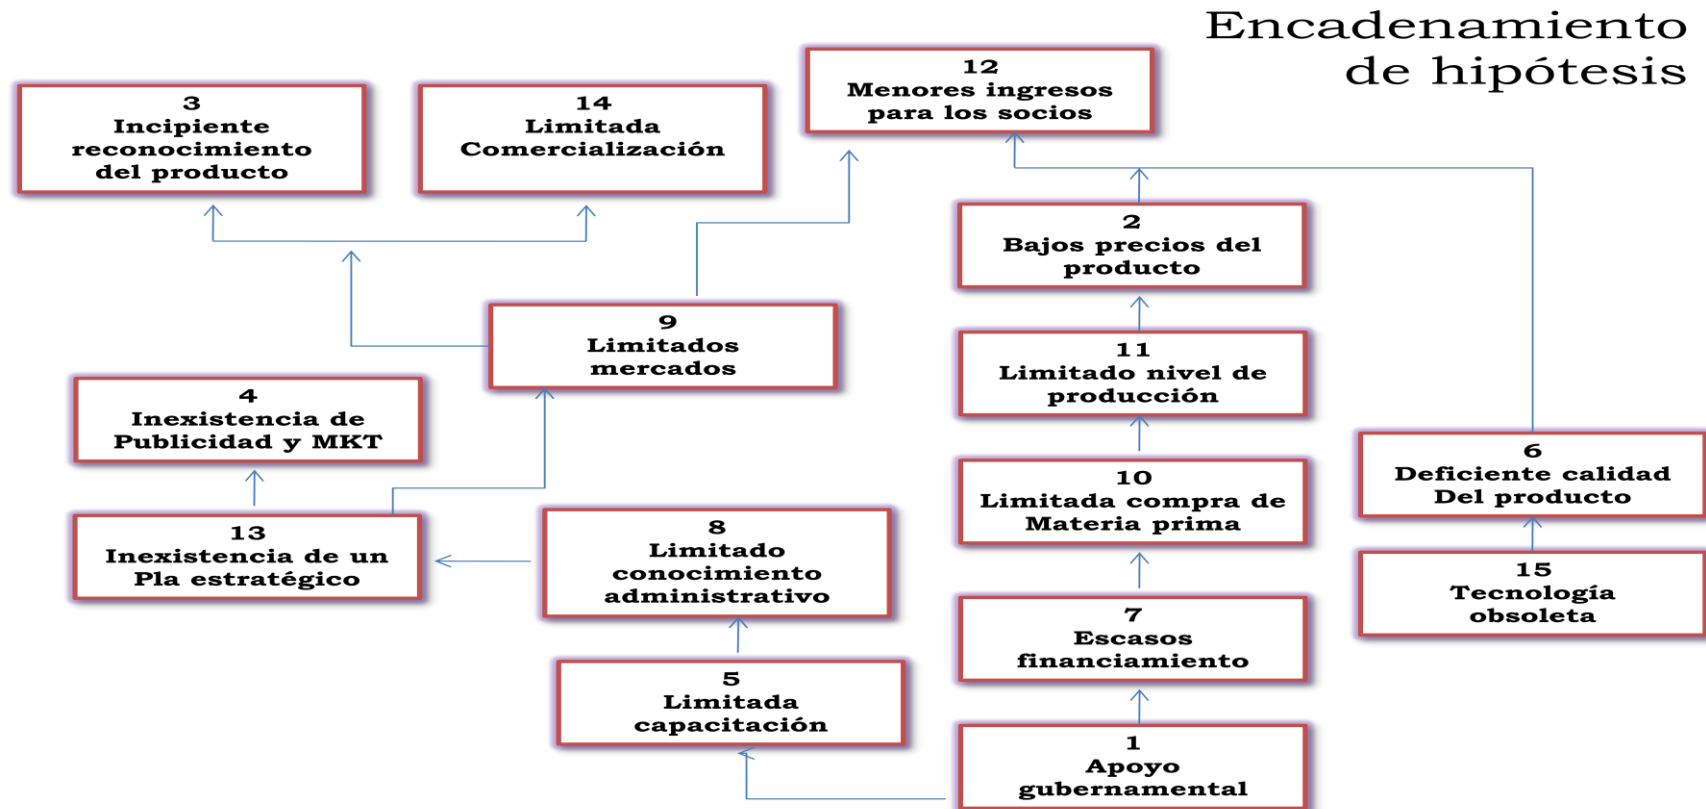 Encadenamiento
de hipótesis
3
Incipiente
reconocimiento
del producto
14
Limitada
Comercialización
12
Menores ingresos
para los socios
2
Bajos precios del
producto
9
Limitados
mercados
11
Limitado nivel de
producción
4
Inexistencia de
Publicidad y MKT
6
Deficiente calidad
Del producto
10
Limitada compra de
Materia prima
13
Inexistencia de un
Pla estratégico
8
Limitado
conocimiento
administrativo
15
Tecnología
obsoleta
7
Escasos
financiamiento
5
Limitada
capacitación
1
Apoyo
gubernamental